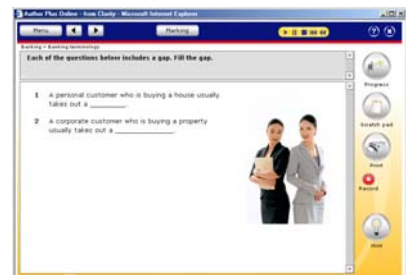 Author Plus Online - from Clarity - Microsoft Internet Explorer
Menu
Marking
Banking > Banking terminology
Each of the questions below includes a gap. Fill the gap.
1 A personal customer who is buying a house usually
takes out a __________.
2 A corporate customer who is buying a property
usually takes out a ________________.
Progress
Scratch pad
Print
Record
Hint